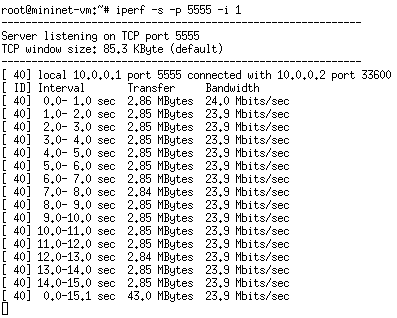 root@mininet-vm:~# iperf -s -p 5555 -i 1
------------------------------------------------------------
Server listening on TCP port 5555
TCP window size: 85.3 KByte (default)
------------------------------------------------------------
[ 40] local 10.0.0.1 port 5555 connected with 10.0.0.2 port 33600
[ ID] Interval       Transfer     Bandwidth
[ 40]  0.0- 1.0 sec  2.86 MBytes  24.0 Mbits/sec
[ 40]  1.0- 2.0 sec  2.85 MBytes  23.9 Mbits/sec
[ 40]  2.0- 3.0 sec  2.85 MBytes  23.9 Mbits/sec
[ 40]  3.0- 4.0 sec  2.85 MBytes  23.9 Mbits/sec
[ 40]  4.0- 5.0 sec  2.85 MBytes  23.9 Mbits/sec
[ 40]  5.0- 6.0 sec  2.85 MBytes  23.9 Mbits/sec
[ 40]  6.0- 7.0 sec  2.85 MBytes  23.9 Mbits/sec
[ 40]  7.0- 8.0 sec  2.84 MBytes  23.9 Mbits/sec
[ 40]  8.0- 9.0 sec  2.85 MBytes  23.9 Mbits/sec
[ 40]  9.0-10.0 sec  2.85 MBytes  23.9 Mbits/sec
[ 40] 10.0-11.0 sec  2.85 MBytes  23.9 Mbits/sec
[ 40] 11.0-12.0 sec  2.85 MBytes  23.9 Mbits/sec
[ 40] 12.0-13.0 sec  2.84 MBytes  23.9 Mbits/sec
[ 40] 13.0-14.0 sec  2.85 MBytes  23.9 Mbits/sec
[ 40] 14.0-15.0 sec  2.85 MBytes  23.9 Mbits/sec
[ 40]  0.0-15.1 sec  43.0 MBytes  23.9 Mbits/sec